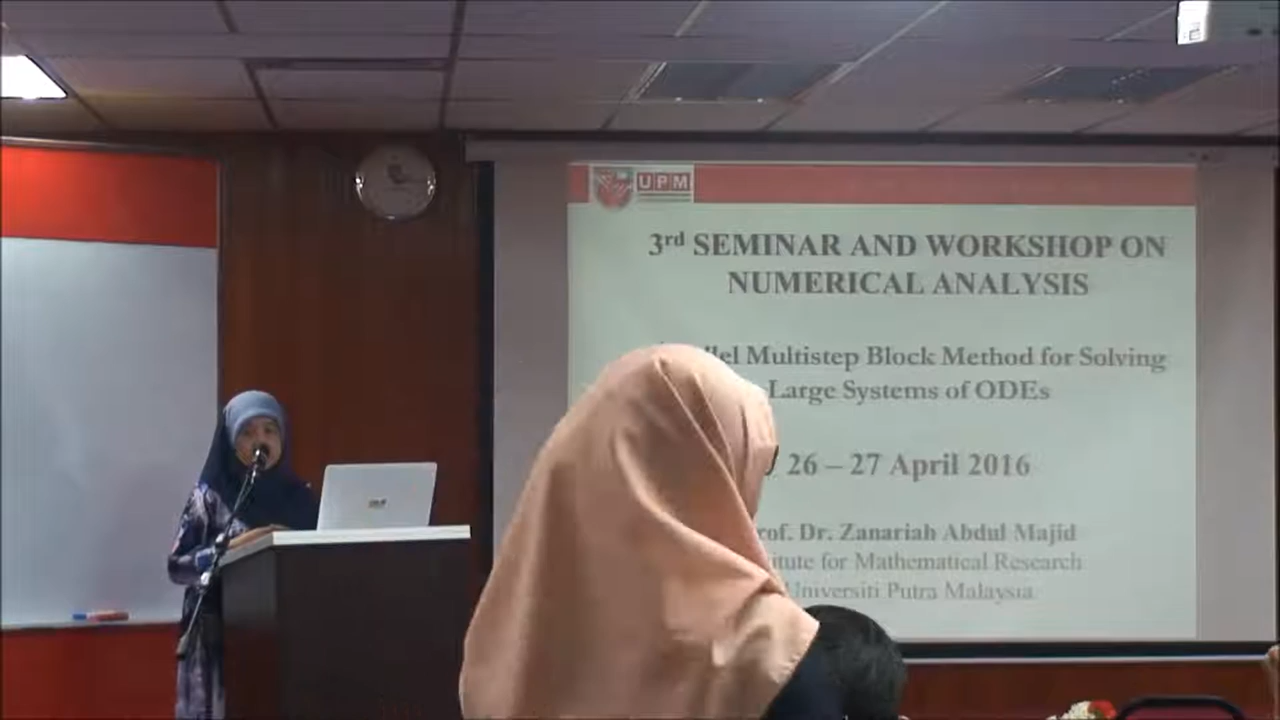 UPM
3rd SEMINAR AND WORKSHOP ON
NUMERICAL ANALYSIS
Multistep Block Method for Solving
Large Systems of ODEs
26 – 27 April 2016
Dr. Zanariah Abdul Majid
for Mathematical Research
Universiti Putra Malaysia